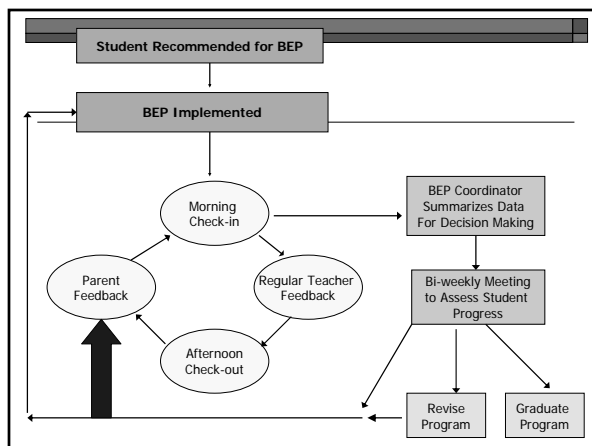 Student Recommended for BEP
BEP Implemented
Morning
Check-in
BEP Coordinator
Summarizes Data
For Decision Making
Parent
Feedback
Regular Teacher
Feedback
Bi-weekly Meeting
to Assess Student
Progress
Afternoon
Check-out
Revise
Program
Graduate
Program